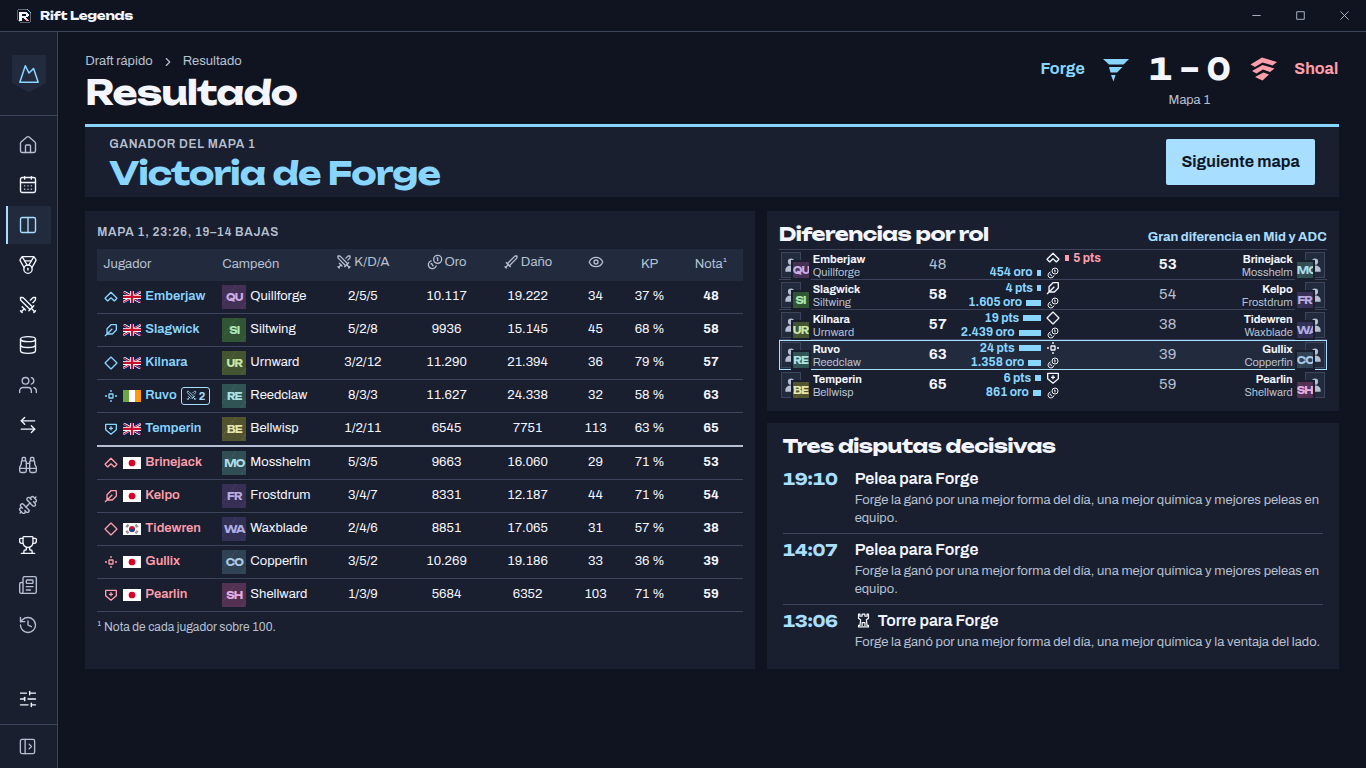 Rift Legends
Draft rápido > Resultado
Resultado
Forge 1 – 0 Shoal
Mapa 1
GANADOR DEL MAPA 1
Victoria de Forge
Siguiente mapa
MAPA 1, 23:26, 19–14 BAJAS
Jugador Campeón K/D/A Oro Daño KP Nota¹
Emberjaw QU Quillforge 2/5/5 10.117 19.222 34 37 % 48
Slagwick SI Siltwing 5/2/8 9936 15.145 45 68 % 58
Kilnara UR Urnward 3/2/12 11.290 21.394 36 79 % 57
Ruvo 2 RE Reedclaw 8/3/3 11.627 24.338 32 58 % 63
Temperin BE Bellwisp 1/2/11 6545 7751 113 63 % 65
Brinejack MO Mosshelm 5/3/5 9663 16.060 29 71 % 53
Kelpo FR Frostdrum 3/4/7 8331 12.187 44 71 % 54
Tidewren WA Waxblade 2/4/6 8851 17.065 31 57 % 38
Gullix CO Copperfin 3/5/2 10.269 19.186 33 36 % 39
Pearlin SH Shellward 1/3/9 5684 6352 103 71 % 59
¹ Nota de cada jugador sobre 100.
Diferencias por rol
Gran diferencia en Mid y ADC
QU Emberjaw 48 5 pts 53 Brinejack MO
Quillforge 454 oro Mosshelm
SI Slagwick 58 4 pts 54 Kelpo FR
Siltwing 1.605 oro Frostdrum
UR Kilnara 57 19 pts 38 Tidewren WA
Urnward 2.439 oro Waxblade
RE Ruvo 63 24 pts 39 Gullix CO
Reedclaw 1.358 oro Copperfin
BE Temperin 65 6 pts 59 Pearlin SH
Bellwisp 861 oro Shellward
Tres disputas decisivas
19:10 Pelea para Forge
Forge la ganó por una mejor forma del día, una mejor química y mejores peleas en
equipo.
14:07 Pelea para Forge
Forge la ganó por una mejor forma del día, una mejor química y mejores peleas en
equipo.
13:06 Torre para Forge
Forge la ganó por una mejor forma del día, una mejor química y la ventaja del lado.